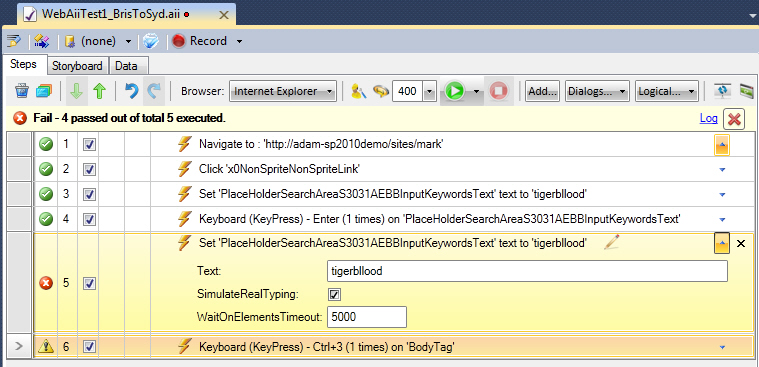 WebAiiTest1_BrisToSyd.aii
(none) Record
Steps Storyboard Data
Browser: Internet Explorer 400 Add... Dialogs... Logical...
Fail - 4 passed out of total 5 executed. Log
1 Navigate to : 'http://adam-sp2010demo/sites/mark'
2 Click 'x0NonSpriteNonSpriteLink'
3 Set 'PlaceHolderSearchAreaS3031AEBBInputKeywordsText' text to 'tigerbllood'
4 Keyboard (KeyPress) - Enter (1 times) on 'PlaceHolderSearchAreaS3031AEBBInputKeywordsText'
Set 'PlaceHolderSearchAreaS3031AEBBInputKeywordsText' text to 'tigerbllood'
Text: tigerbllood
5 SimulateRealTyping:
WaitOnElementsTimeout: 5000
6 Keyboard (KeyPress) - Ctrl+3 (1 times) on 'BodyTag'